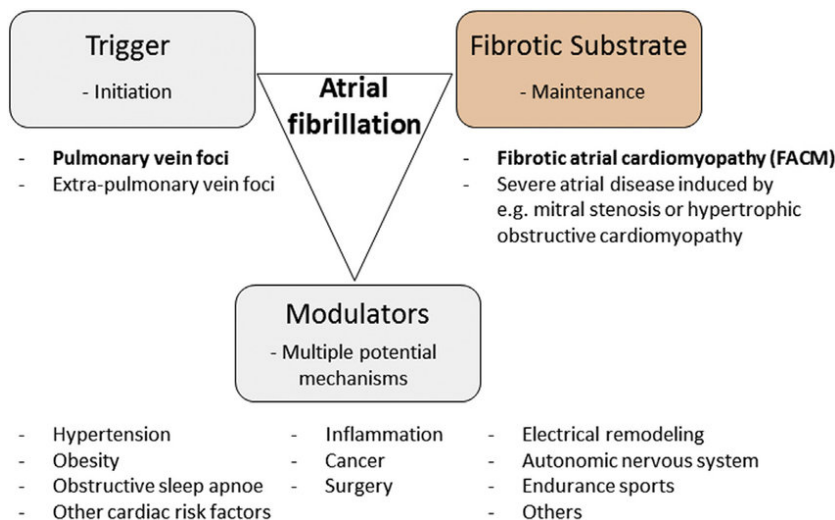 Trigger
- Initiation
Fibrotic Substrate
- Maintenance
Atrial
fibrillation
- Pulmonary vein foci
- Extra-pulmonary vein foci
- Fibrotic atrial cardiomyopathy (FACM)
- Severe atrial disease induced by
e.g. mitral stenosis or hypertrophic
obstructive cardiomyopathy
Modulators
- Multiple potential
mechanisms
- Hypertension
- Obesity
- Obstructive sleep apnoe
- Other cardiac risk factors
- Inflammation
- Cancer
- Surgery
- Electrical remodeling
- Autonomic nervous system
- Endurance sports
- Others